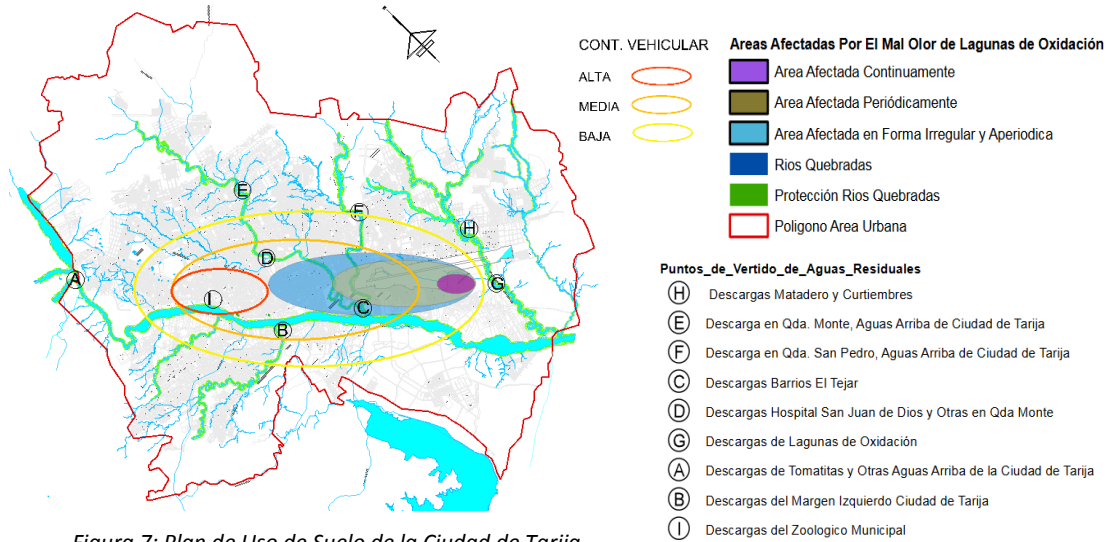 CONT. VEHICULAR
ALTA
MEDIA
BAJA
Areas Afectadas Por El Mal Olor de Lagunas de Oxidación
Area Afectada Continuamente
Area Afectada Periódicamente
Area Afectada en Forma Irregular y Aperiodica
Rios Quebradas
Protección Rios Quebradas
Poligono Area Urbana
E
F
H
D
A
G
I
C
B
Puntos_de_Vertido_de_Aguas_Residuales
H Descargas Matadero y Curtiembres
E Descarga en Qda. Monte, Aguas Arriba de Ciudad de Tarija
F Descarga en Qda. San Pedro, Aguas Arriba de Ciudad de Tarija
C Descargas Barrios El Tejar
D Descargas Hospital San Juan de Dios y Otras en Qda Monte
G Descargas de Lagunas de Oxidación
A Descargas de Tomatitas y Otras Aguas Arriba de la Ciudad de Tarija
B Descargas del Margen Izquierdo Ciudad de Tarija
I Descargas del Zoologico Municipal
Figura 7: Plan de Uso de Suelo de la Ciudad de Tarija